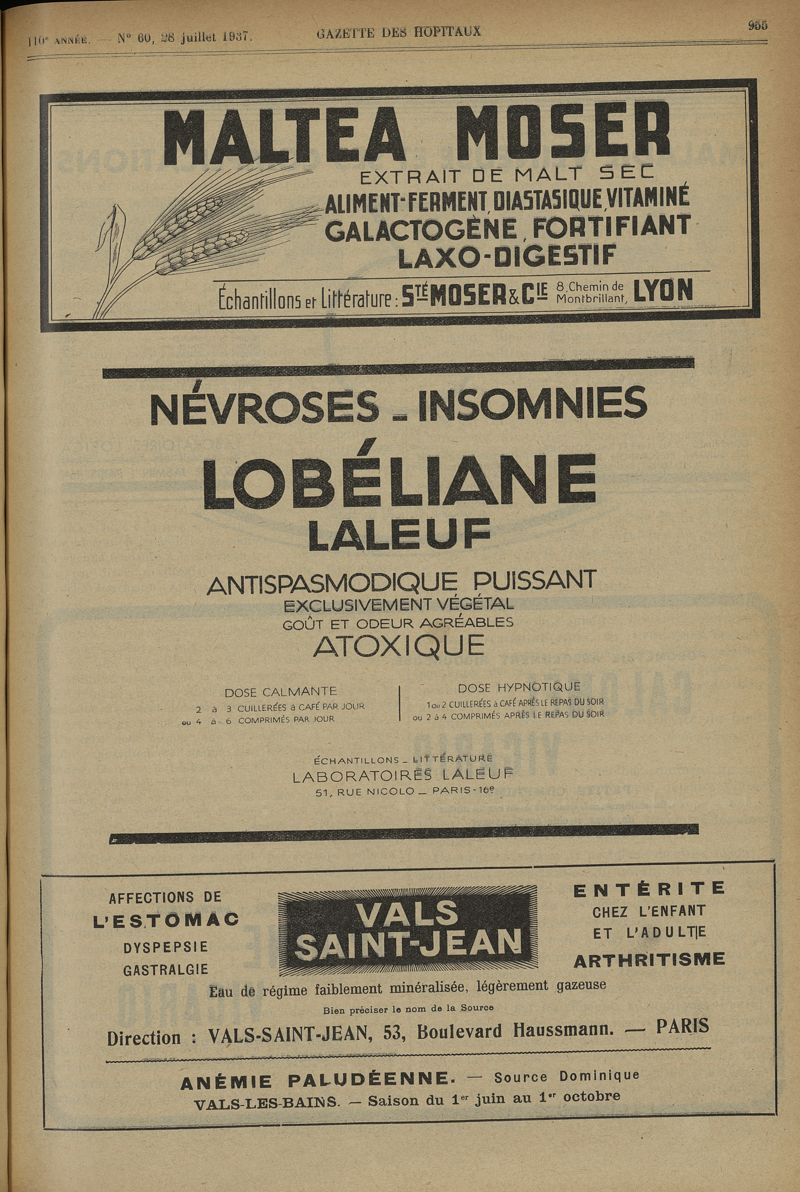 110e ANNÉE. — N° 60, 28 juillet 1937.
GAZETTE DES HOPITAUX
955
MALTEA MOSER
EXTRAIT DE MALT SEC
ALIMENT-FERMENT, DIASTASIQUE, VITAMINÉ
GALACTOGÈNE, FORTIFIANT
LAXO-DIGESTIF
Échantillons et Littérature : STÉ MOSER & CIE 8, Chemin de Montbrillant, LYON
NÉVROSES - INSOMNIES
LOBÉLIANE
LALEUF
ANTISPASMODIQUE PUISSANT
EXCLUSIVEMENT VÉGÉTAL
GOÛT ET ODEUR AGRÉABLES
ATOXIQUE
DOSE CALMANTE
2 à 3 CUILLERÉES à CAFÉ PAR JOUR
ou 4 à 6 COMPRIMÉS PAR JOUR
DOSE HYPNOTIQUE
1 ou 2 CUILLERÉES à CAFÉ APRÈS LE REPAS DU SOIR
ou 2 à 4 COMPRIMÉS APRÈS LE REPAS DU SOIR
ÉCHANTILLONS - LITTÉRATURE
LABORATOIRES LALEUF
51, RUE NICOLO - PARIS-16e
AFFECTIONS DE
L'ESTOMAC
DYSPEPSIE
GASTRALGIE
VALS
SAINT-JEAN
ENTÉRITE
CHEZ L'ENFANT
ET L'ADULTE
ARTHRITISME
Eau de régime faiblement minéralisée, légèrement gazeuse
Bien préciser le nom de la Source
Direction : VALS-SAINT-JEAN, 53, Boulevard Haussmann. — PARIS
ANÉMIE PALUDÉENNE. — Source Dominique
VALS-LES-BAINS. — Saison du 1er juin au 1er octobre